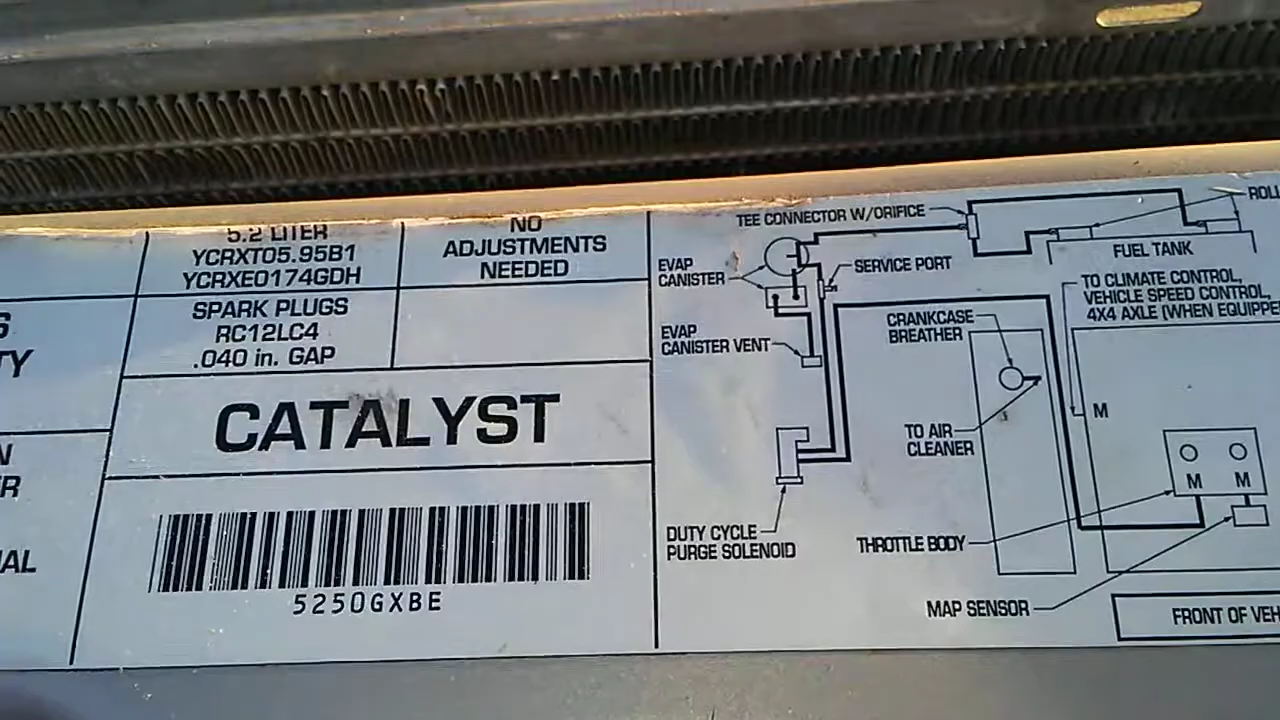 S
TY
N
R
IAL
5.2 LITER
YCRXT05.95B1
YCRXE0174GDH
NO
ADJUSTMENTS
NEEDED
SPARK PLUGS
RC12LC4
.040 in. GAP
CATALYST
5250GXBE
TEE CONNECTOR W/ORIFICE
ROLL
FUEL TANK
EVAP
CANISTER
SERVICE PORT
TO CLIMATE CONTROL,
VEHICLE SPEED CONTROL,
4X4 AXLE (WHEN EQUIPPE
CRANKCASE
BREATHER
EVAP
CANISTER VENT
M
TO AIR
CLEANER
M M
DUTY CYCLE
PURGE SOLENOID
THROTTLE BODY
MAP SENSOR
FRONT OF VEH